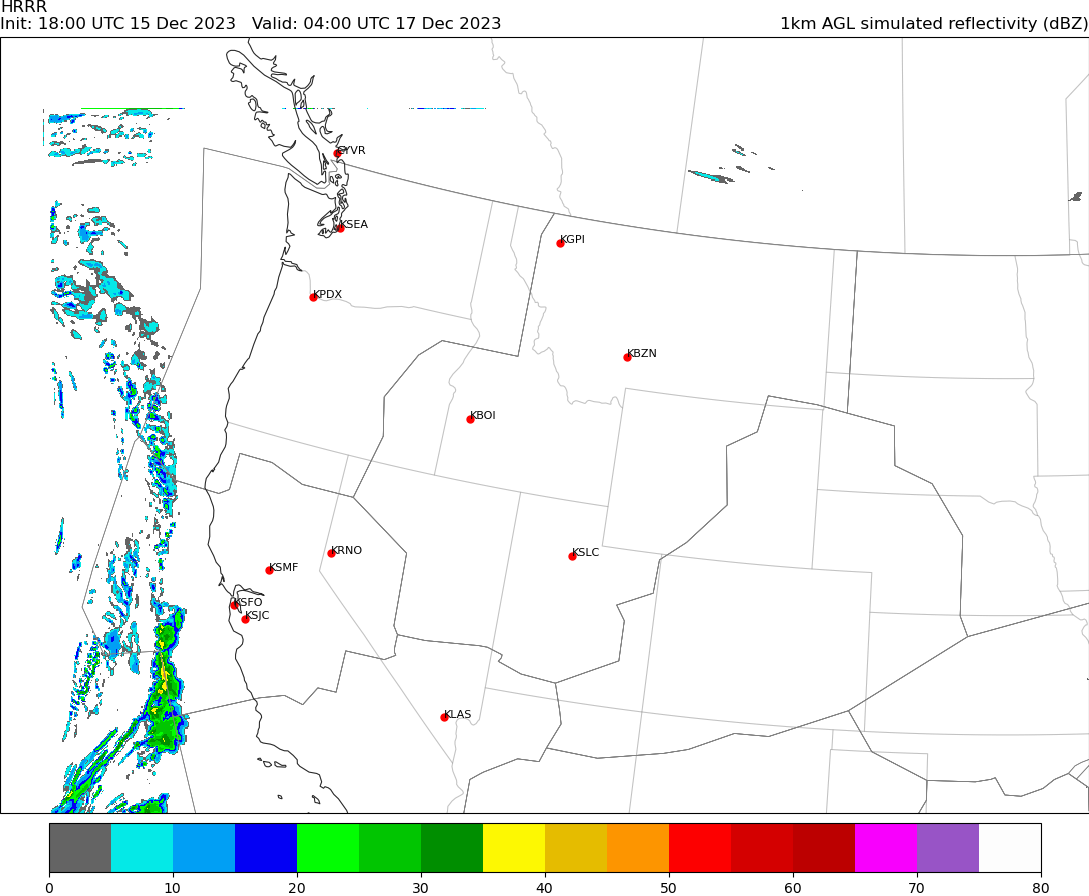 HRRR
Init: 18:00 UTC 15 Dec 2023   Valid: 04:00 UTC 17 Dec 2023   1km AGL simulated reflectivity (dBZ)
CYVR
KSEA
KGPI
KPDX
KBZN
KBOI
KRNO
KSLC
KSMF
KSFO
KSJC
KLAS
0 10 20 30 40 50 60 70 80